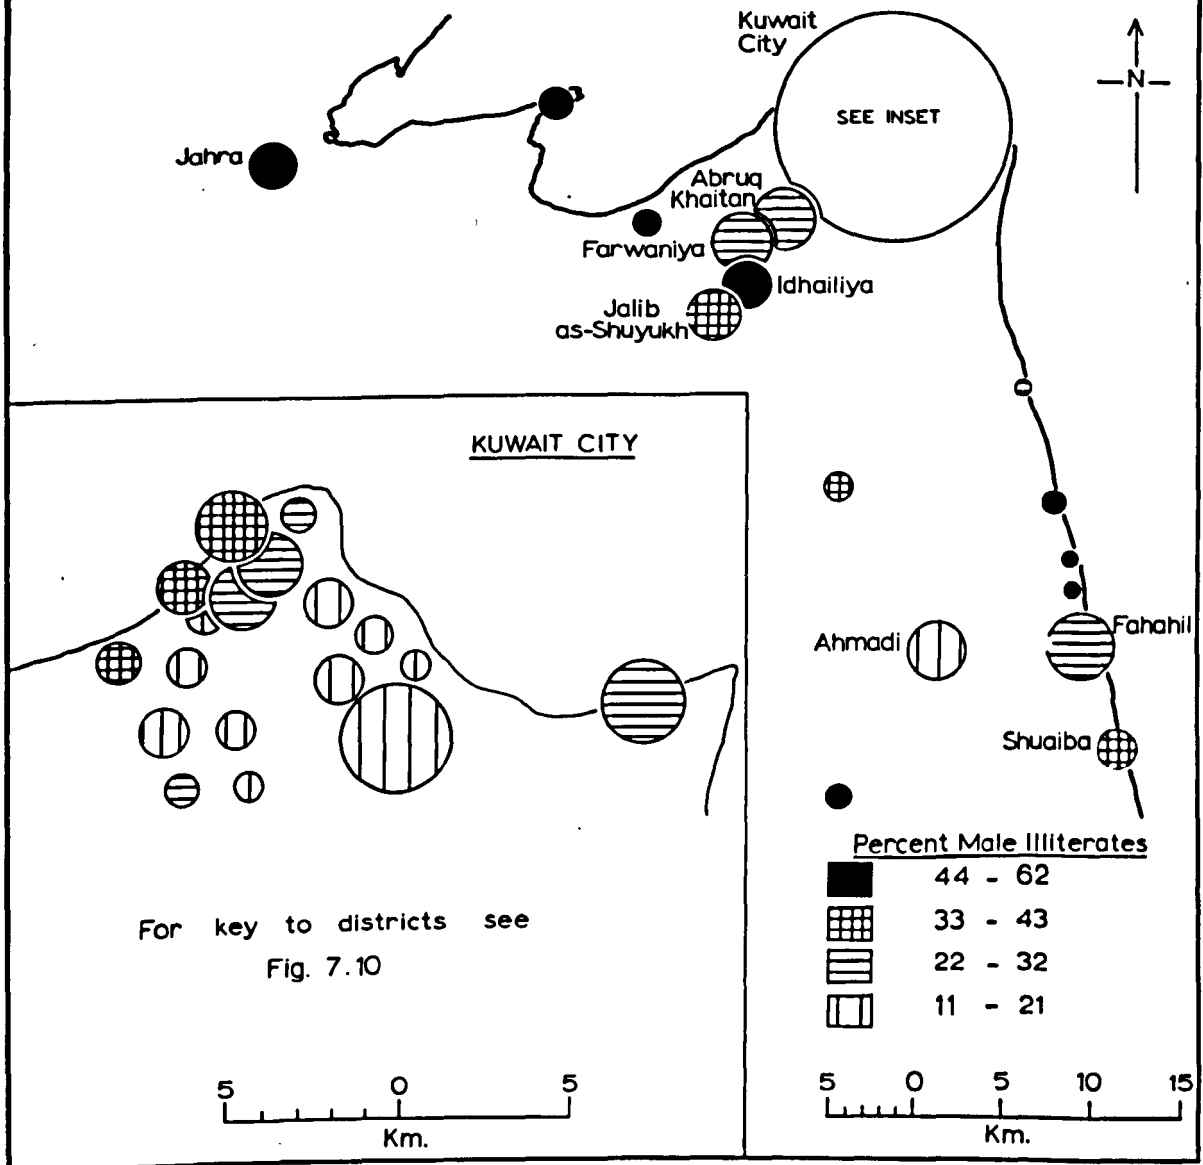 Kuwait
City
N
SEE INSET
Jahra
Abruq
Khaitan
Farwaniya
Idhailiya
Jalib
as-Shuyukh
KUWAIT CITY
Ahmadi
Fahahil
Shuaiba
For key to districts see
Fig. 7.10
5 0 5
Km.
Percent Male Illiterates
44 - 62
33 - 43
22 - 32
11 - 21
5 0 5 10 15
Km.